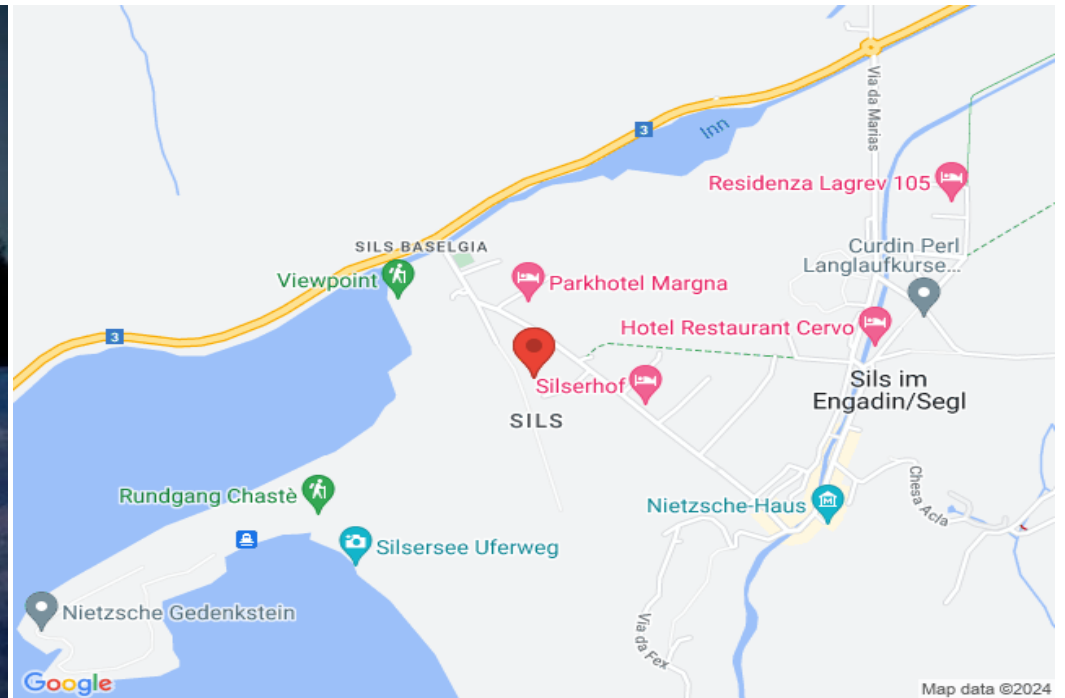 3
Inn
Via da Marias
Residenza Lagrev 105
SILS BASELGIA
Curdin Perl
Langlaufkurse...
Viewpoint
Parkhotel Margna
3
Hotel Restaurant Cervo
Silserhof
Sils im
Engadin/Segl
SILS
Rundgang Chastè
Nietzsche-Haus
Chesa Acla
Silsersee Uferweg
Nietzsche Gedenkstein
Via da Fex
Google
Map data ©2024